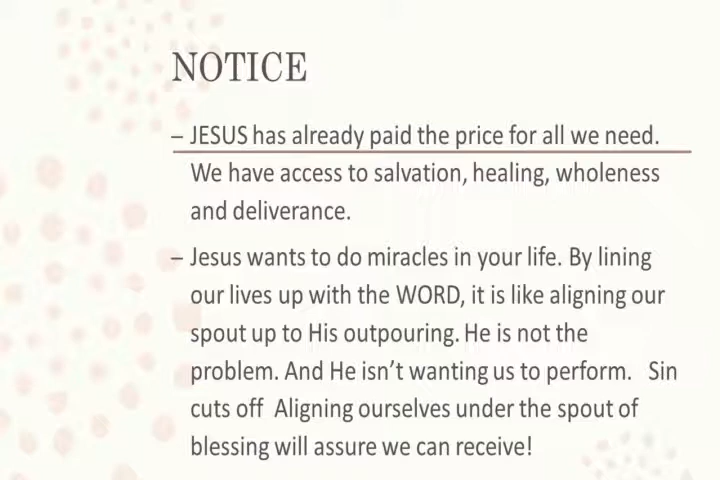 NOTICE
– JESUS has already paid the price for all we need.
We have access to salvation, healing, wholeness
and deliverance.
– Jesus wants to do miracles in your life. By lining
our lives up with the WORD, it is like aligning our
spout up to His outpouring. He is not the
problem. And He isn't wanting us to perform.   Sin
cuts off  Aligning ourselves under the spout of
blessing will assure we can receive!